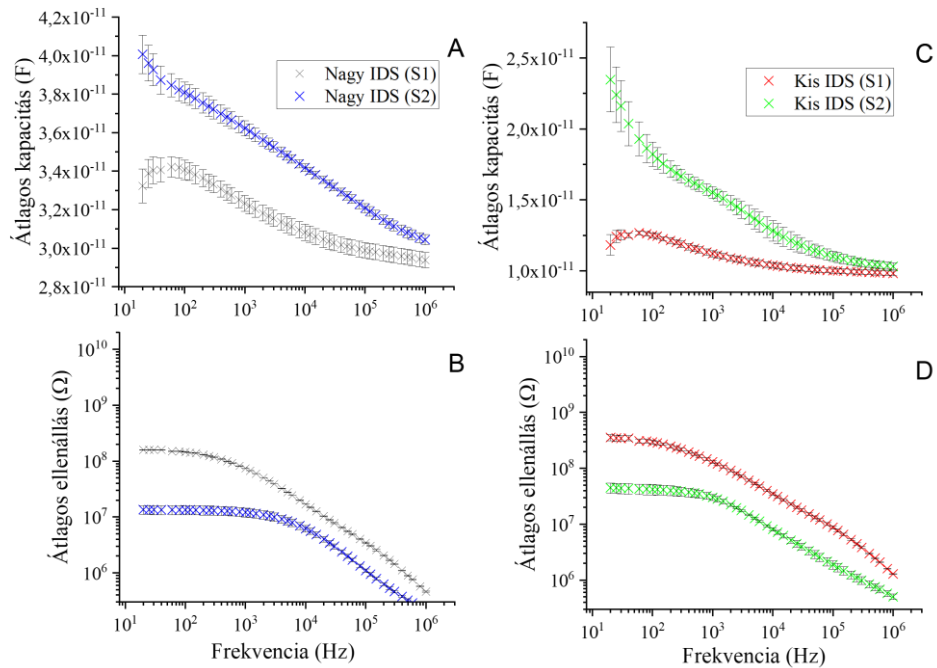 A
Átlagos kapacitás (F)
4,2x10⁻¹¹
4,0x10⁻¹¹
3,8x10⁻¹¹
3,6x10⁻¹¹
3,4x10⁻¹¹
3,2x10⁻¹¹
3,0x10⁻¹¹
2,8x10⁻¹¹
Nagy IDS (S1)
Nagy IDS (S2)
10¹ 10² 10³ 10⁴ 10⁵ 10⁶
C
Átlagos kapacitás (F)
2,5x10⁻¹¹
2,0x10⁻¹¹
1,5x10⁻¹¹
1,0x10⁻¹¹
Kis IDS (S1)
Kis IDS (S2)
10¹ 10² 10³ 10⁴ 10⁵ 10⁶
B
Átlagos ellenállás (Ω)
10¹⁰
10⁹
10⁸
10⁷
10⁶
10¹ 10² 10³ 10⁴ 10⁵ 10⁶
Frekvencia (Hz)
D
Átlagos ellenállás (Ω)
10¹⁰
10⁹
10⁸
10⁷
10⁶
10¹ 10² 10³ 10⁴ 10⁵ 10⁶
Frekvencia (Hz)